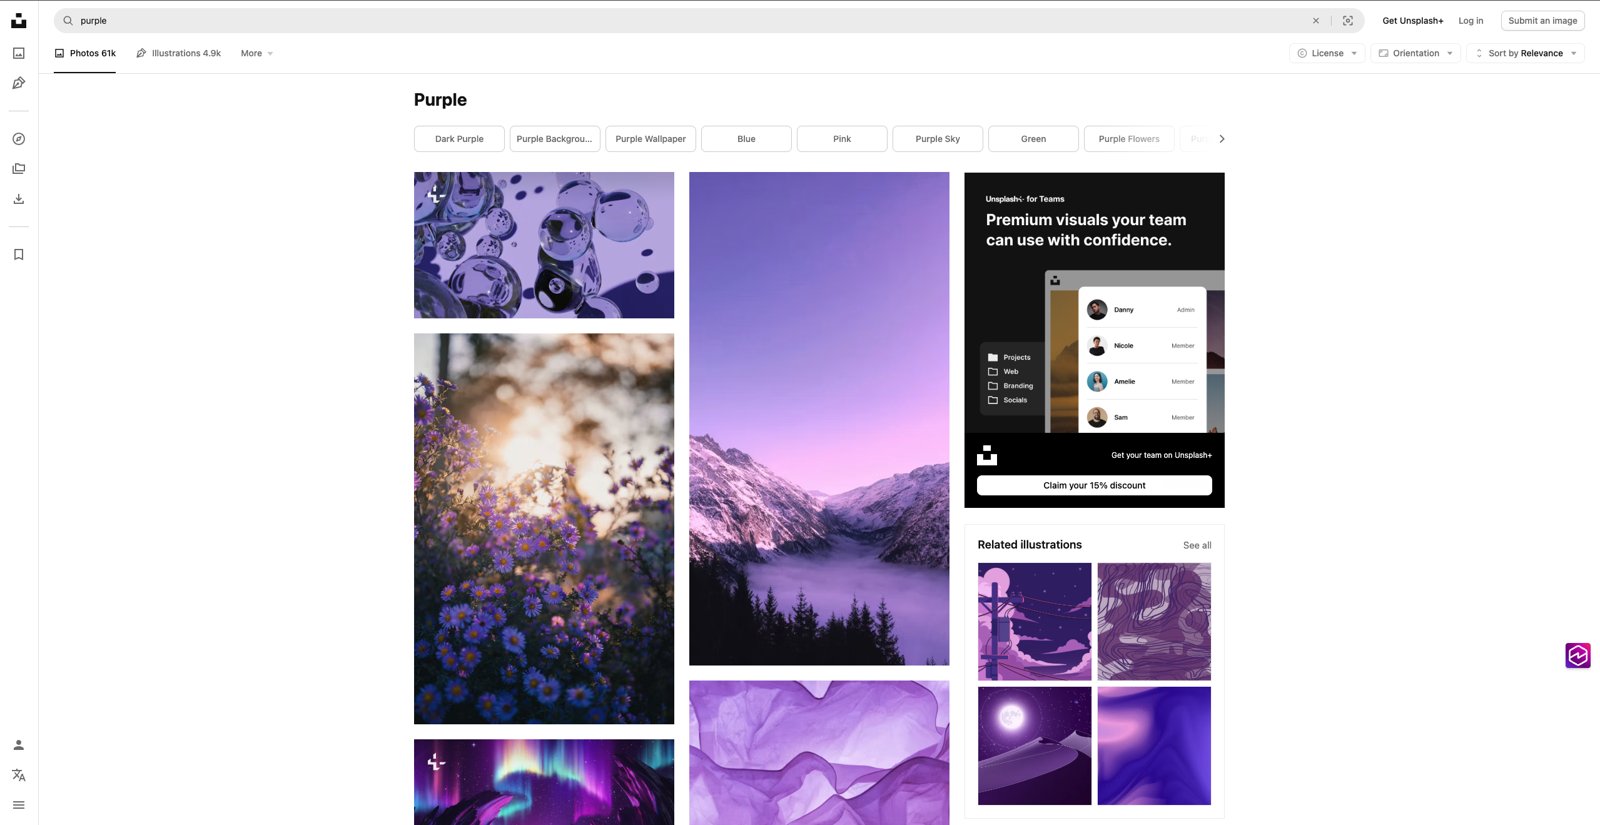 purple
Get Unsplash+
Log in
Submit an image
Photos 61k
Illustrations 4.9k
More
License
Orientation
Sort by Relevance
Purple
dark purple
purple backgrou...
purple wallpaper
blue
pink
purple sky
green
purple flowers
Unsplash+ for Teams
Premium visuals your team
can use with confidence.
Danny
Admin
Nicole
Member
Amelie
Member
Sam
Member
Projects
Web
Branding
Socials
Get your team on Unsplash+
Claim your 15% discount
Related illustrations
See all